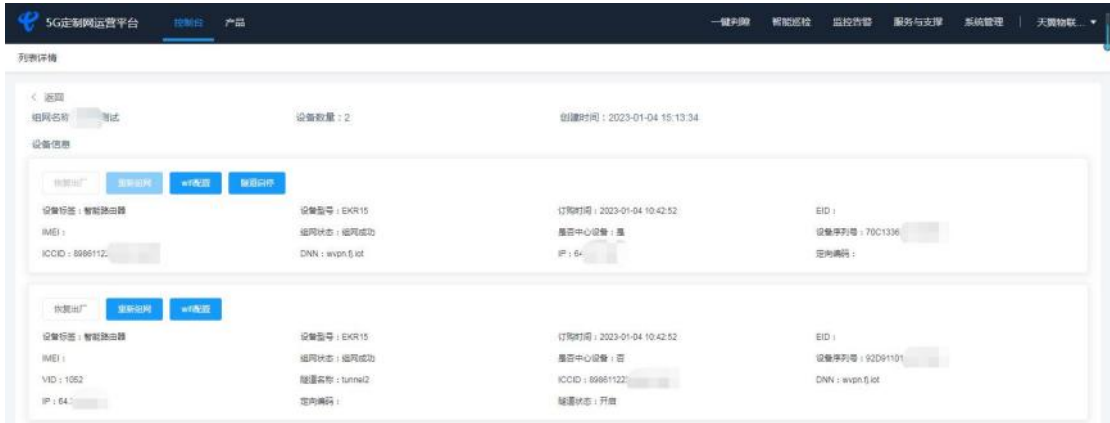 5G定制网运营平台 控制台 产品 一键判障 智能巡检 监控告警 服务与支撑 系统管理 天翼物联...
列表详情
返回
组网名称 测试 设备数量：2 创建时间：2023-01-04 15:13:34
设备信息
恢复出厂 重新组网 wifi配置 隧道启停
设备标签：智能路由器 设备型号：EKR15 订购时间：2023-01-04 10:42:52 EID：
IMEI： 组网状态：组网成功 是否中心设备：是 设备序列号：70C1336
ICCID：8986112 DNN：wvpn.fj.iot IP：64 定向编码：
恢复出厂 重新组网 wifi配置
设备标签：智能路由器 设备型号：EKR15 订购时间：2023-01-04 10:42:52 EID：
IMEI： 组网状态：组网成功 是否中心设备：否 设备序列号：92D91101
VID：1052 隧道名称：tunnel2 ICCID：89861122 DNN：wvpn.fj.iot
IP：64. 定向编码： 隧道状态：开启